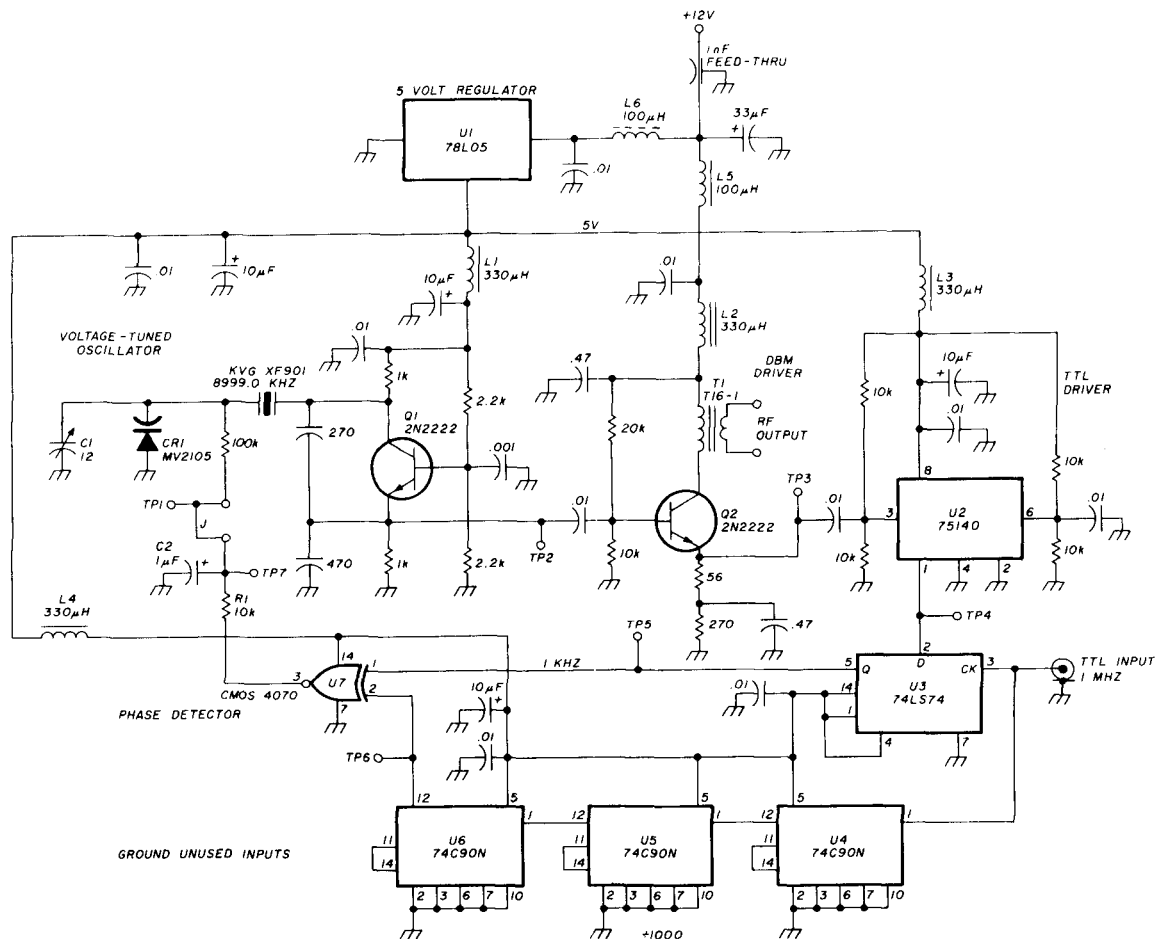 +12V
1nF
FEED-THRU
5 VOLT REGULATOR
U1
78L05
L6
100µH
33µF
+
.01
L5
100µH
5V
.01
+
10µF
L1
330µH
10µF
+
.01
L2
330µH
L3
330µH
VOLTAGE-TUNED
OSCILLATOR
.01
KVG XF901
8999.0 KHZ
1k
2.2k
.47
DBM
DRIVER
T1
T16-1
RF
OUTPUT
20k
10k
10µF
+
.01
TTL
DRIVER
C1
12
CR1
MV2105
100k
270
Q1
2N2222
.001
TP1
J
C2
1µF
+
TP7
R1
10k
470
1k
2.2k
TP2
.01
10k
Q2
2N2222
TP3
.01
56
270
.47
3
8
U2
75140
6
1
4
2
10k
10k
10k
.01
L4
330µH
TP4
TP5
1 KHZ
14
1
2
3
U7
7
CMOS 4070
PHASE DETECTOR
10µF
+
.01
.01
5
Q
2
D
CK
3
14
1
4
7
U3
74LS74
TTL INPUT
1 MHZ
TP6
12
5
1
U6
74C90N
11
14
2
3
6
7
10
12
5
1
U5
74C90N
11
14
2
3
6
7
10
12
5
1
U4
74C90N
11
14
2
3
6
7
10
GROUND UNUSED INPUTS
÷1000